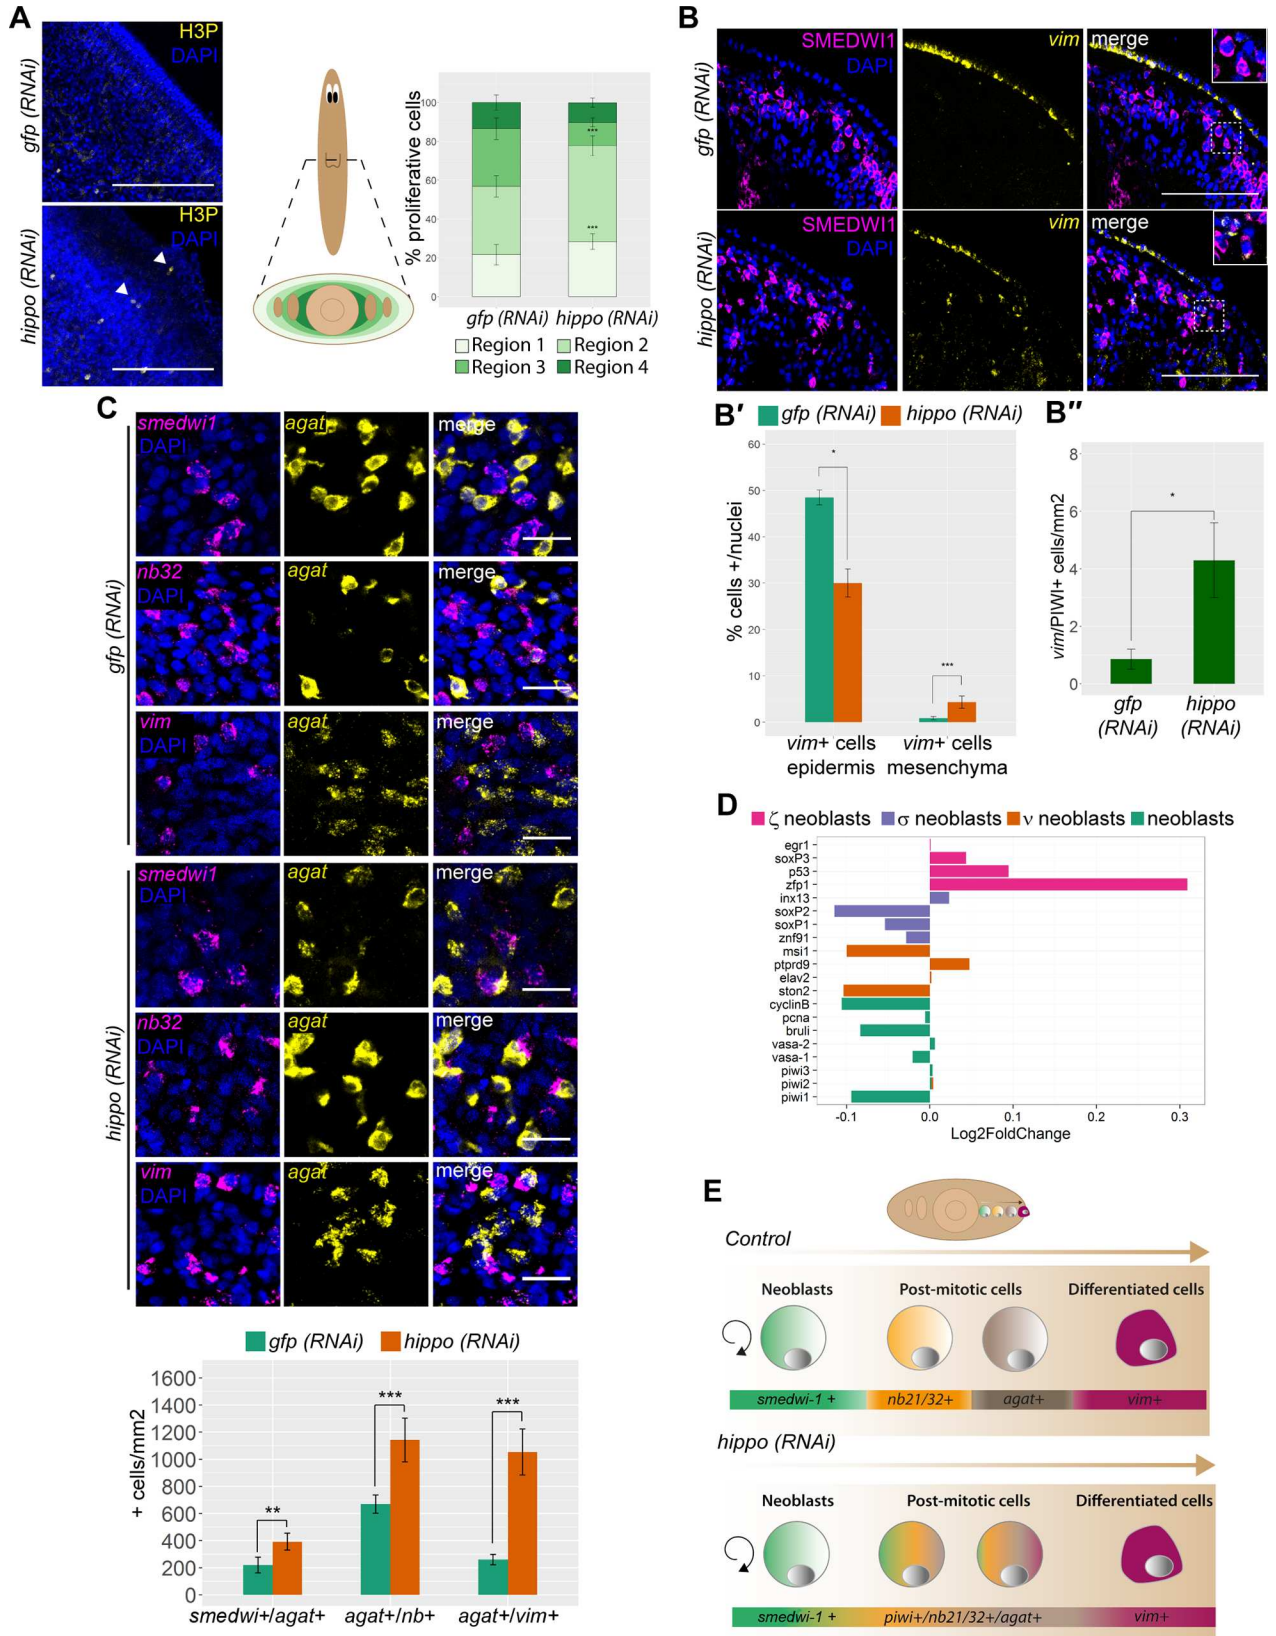 A
H3P
DAPI
gfp (RNAi)
H3P
DAPI
hippo (RNAi)
% proliferative cells
100
80
60
40
20
0
***
***
gfp (RNAi) hippo (RNAi)
Region 1 Region 2
Region 3 Region 4
B
SMEDWI1
DAPI
vim
merge
gfp (RNAi)
SMEDWI1
DAPI
vim
merge
hippo (RNAi)
B′
gfp (RNAi) hippo (RNAi)
% cells +/nuclei
60
50
40
30
20
10
0
*
***
vim+ cells
epidermis
vim+ cells
mesenchyma
B″
vim/PIWI+ cells/mm2
8
6
4
2
0
*
gfp
(RNAi)
hippo
(RNAi)
C
gfp (RNAi)
smedwi1
DAPI
agat
merge
nb32
DAPI
agat
merge
vim
DAPI
agat
merge
hippo (RNAi)
smedwi1
DAPI
agat
merge
nb32
DAPI
agat
merge
vim
DAPI
agat
merge
gfp (RNAi) hippo (RNAi)
+ cells/mm2
1600
1400
1200
1000
800
600
400
200
0
**
***
***
smedwi+/agat+ agat+/nb+ agat+/vim+
D
ζ neoblasts σ neoblasts ν neoblasts neoblasts
egr1
soxP3
p53
zfp1
inx13
soxP2
soxP1
znf91
msi1
ptprd9
elav2
ston2
cyclinB
pcna
bruli
vasa-2
vasa-1
piwi3
piwi2
piwi1
-0.1 0.0 0.1 0.2 0.3
Log2FoldChange
E
Control
Neoblasts Post-mitotic cells Differentiated cells
smedwi-1 + nb21/32+ agat+ vim+
hippo (RNAi)
Neoblasts Post-mitotic cells Differentiated cells
smedwi-1 + piwi+/nb21/32+/agat+ vim+